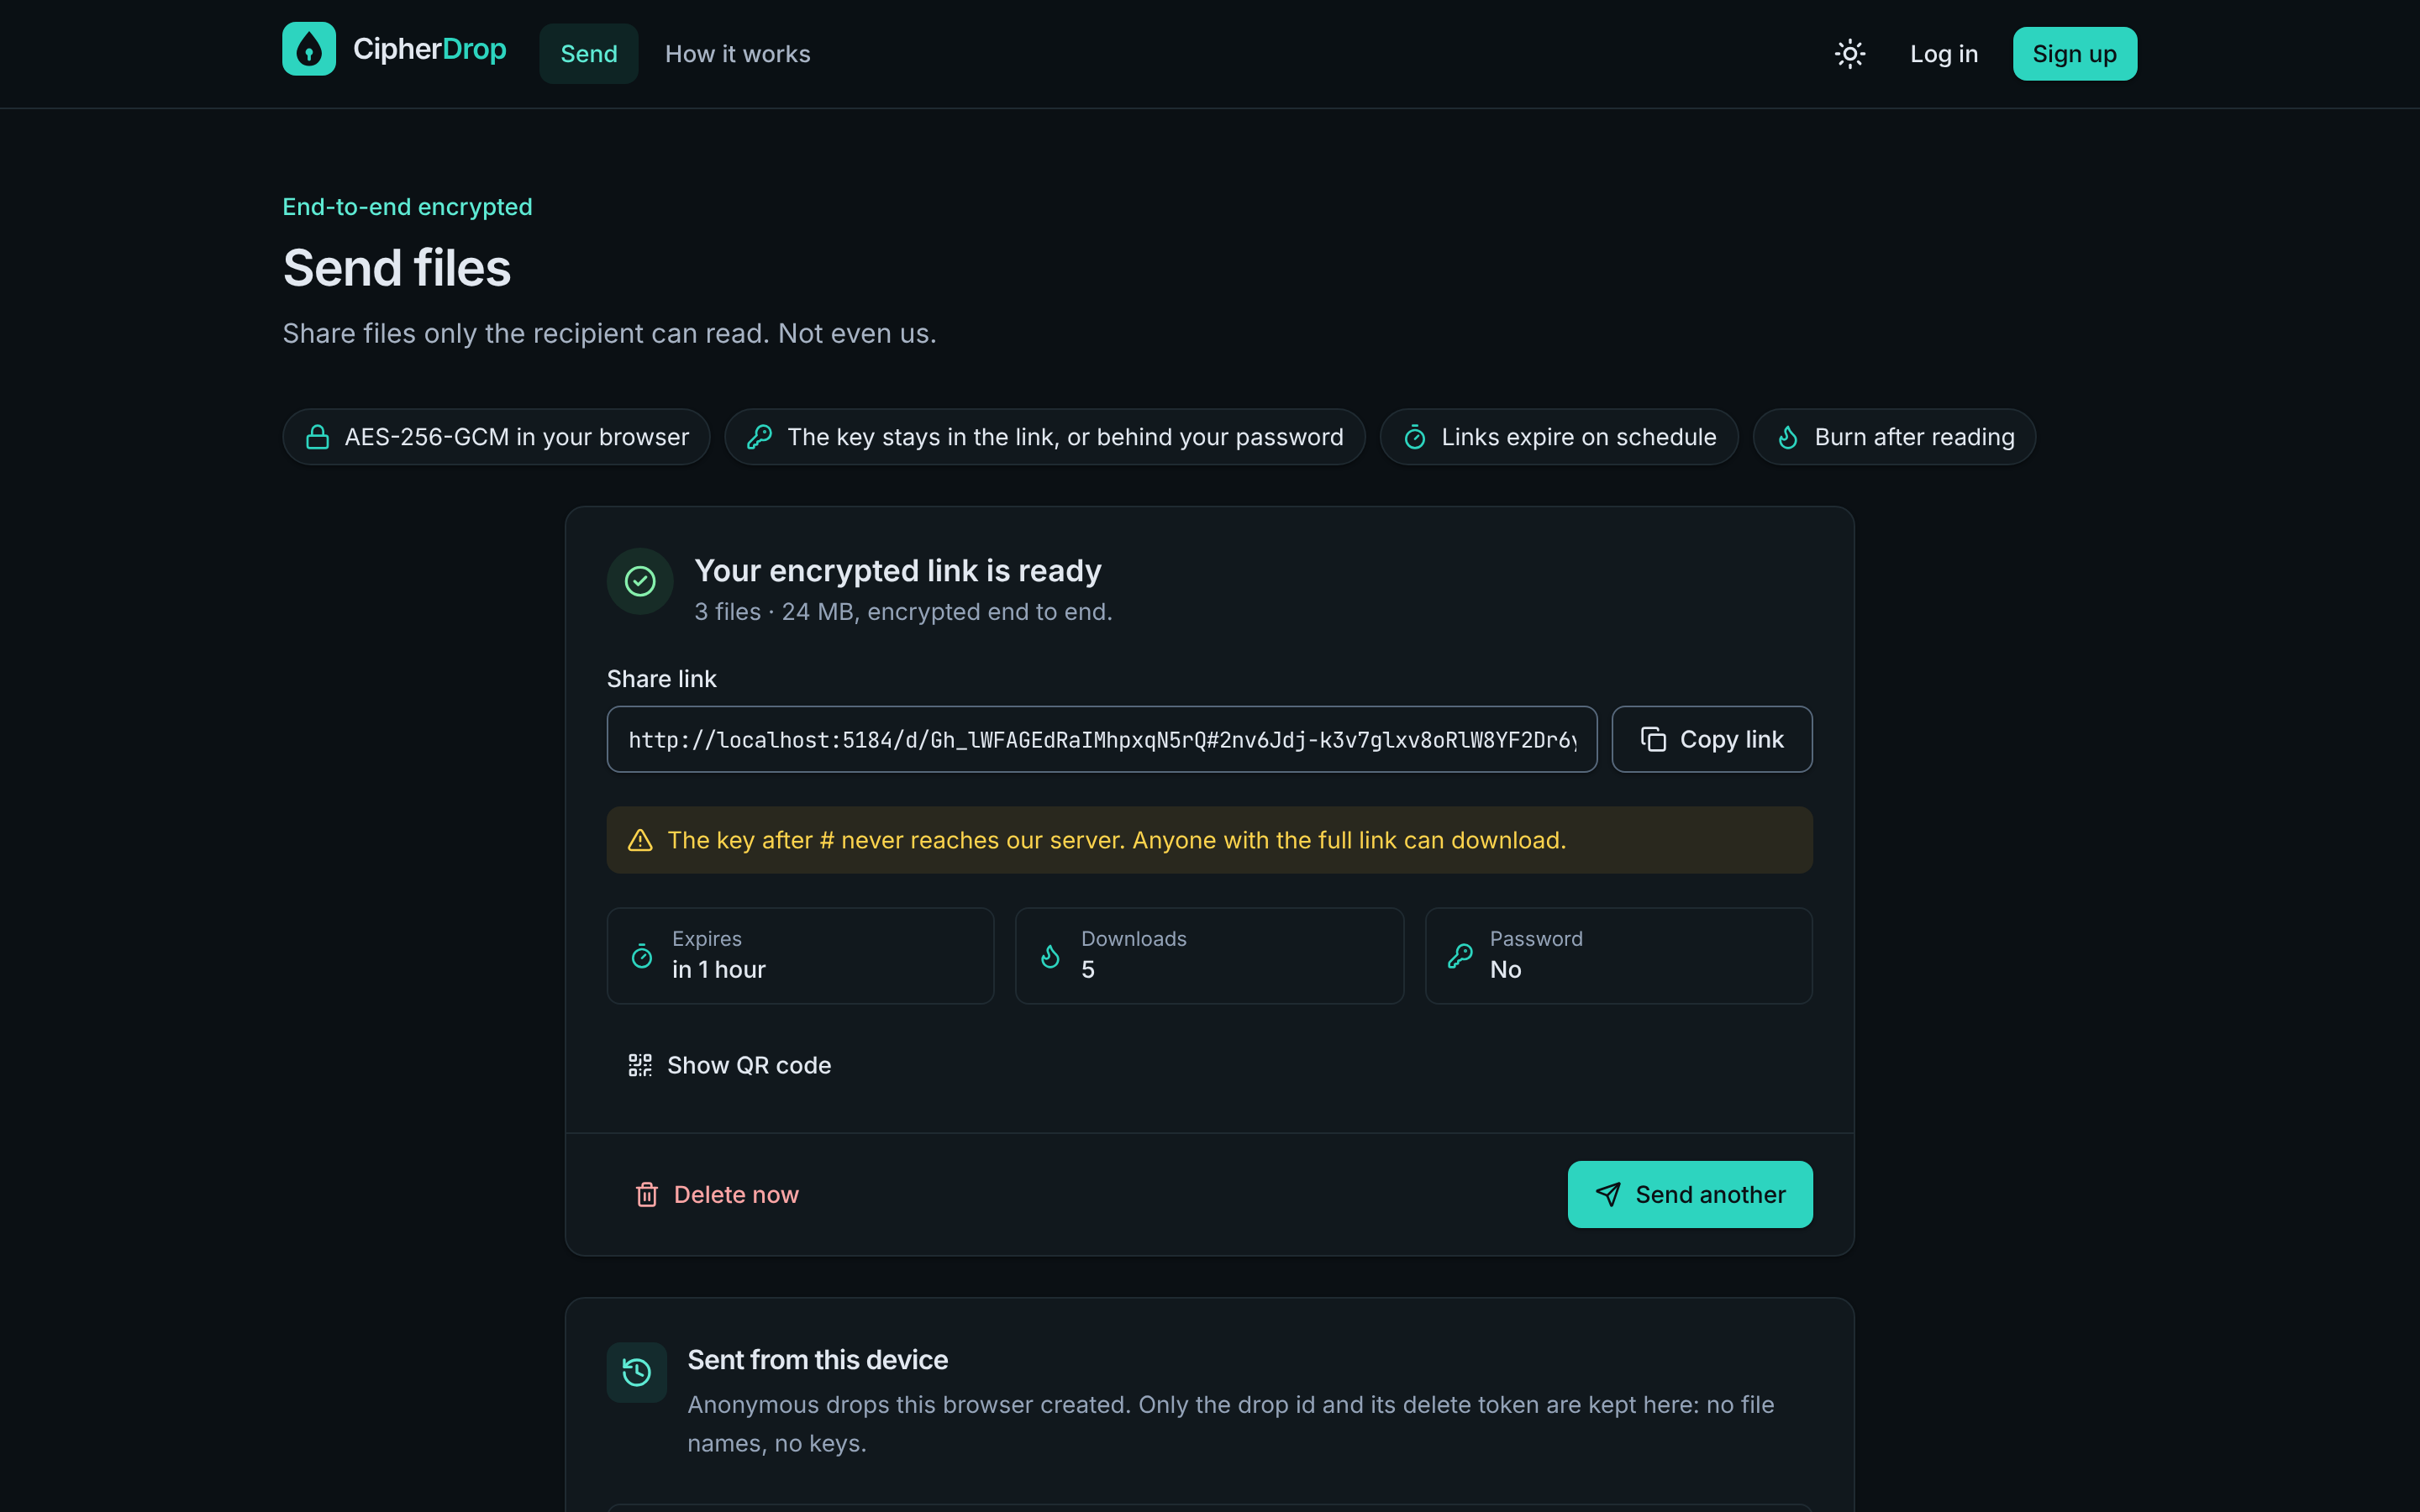 CipherDrop
Send
How it works
Log in
Sign up
End-to-end encrypted
Send files
Share files only the recipient can read. Not even us.
AES-256-GCM in your browser
The key stays in the link, or behind your password
Links expire on schedule
Burn after reading
Your encrypted link is ready
3 files · 24 MB, encrypted end to end.
Share link
http://localhost:5184/d/Gh_lWFAGEdRaIMhpxqN5rQ#2nv6Jdj-k3v7glxv8oRlW8YF2Dr6y
Copy link
The key after # never reaches our server. Anyone with the full link can download.
Expires
in 1 hour
Downloads
5
Password
No
Show QR code
Delete now
Send another
Sent from this device
Anonymous drops this browser created. Only the drop id and its delete token are kept here: no file
names, no keys.